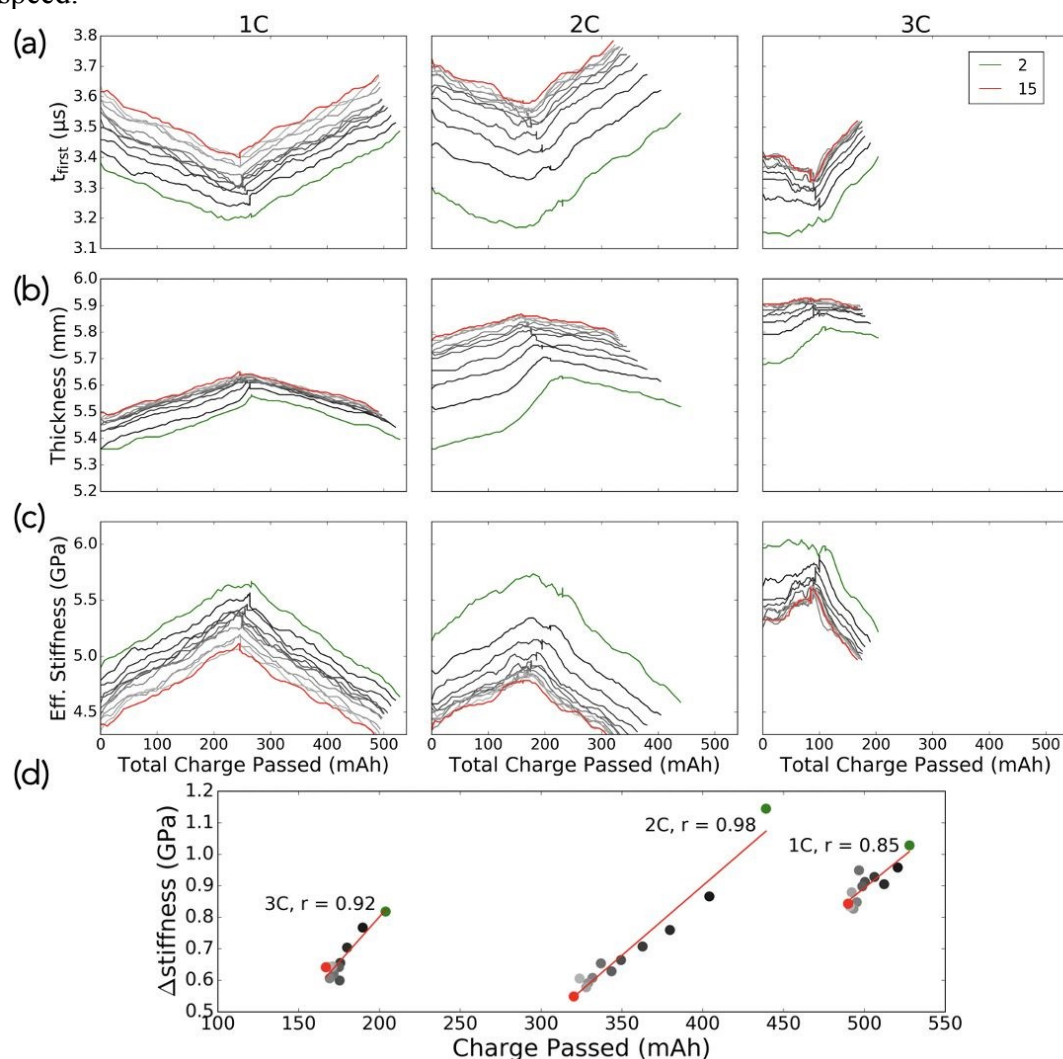 speed.
1C 2C 3C
(a)
t_first (μs)
3.8
3.7
3.6
3.5
3.4
3.3
3.2
3.1
2
15
(b)
Thickness (mm)
6.0
5.9
5.8
5.7
5.6
5.5
5.4
5.3
5.2
(c)
Eff. Stiffness (GPa)
6.0
5.5
5.0
4.5
0 100 200 300 400 500 0 100 200 300 400 500 0 100 200 300 400 500
Total Charge Passed (mAh) Total Charge Passed (mAh) Total Charge Passed (mAh)
(d)
Δstiffness (GPa)
1.2
1.1
1.0
0.9
0.8
0.7
0.6
0.5
3C, r = 0.92
2C, r = 0.98
1C, r = 0.85
100 150 200 250 300 350 400 450 500 550
Charge Passed (mAh)